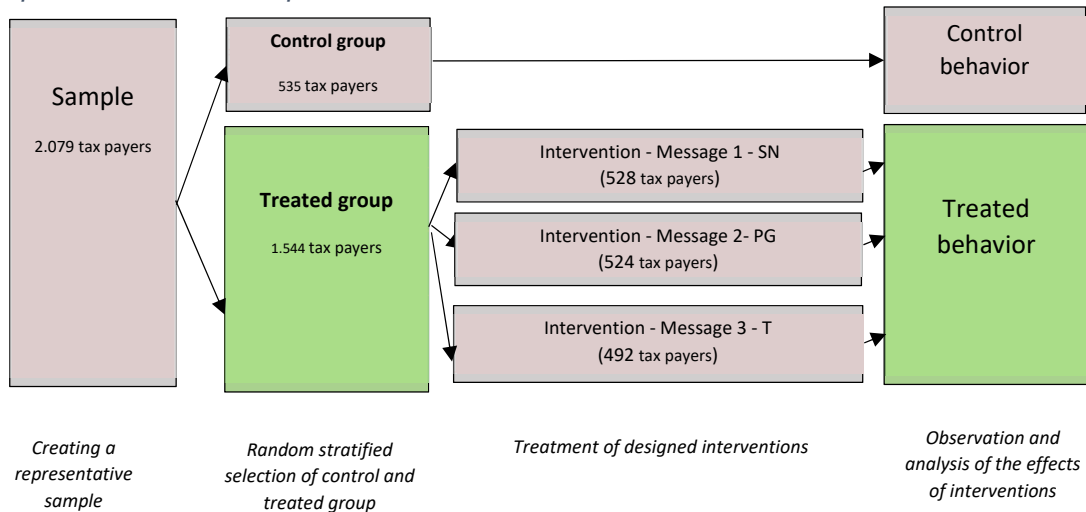 Sample
2.079 tax payers
Control group
535 tax payers
Treated group
1.544 tax payers
Intervention - Message 1 - SN
(528 tax payers)
Intervention - Message 2- PG
(524 tax payers)
Intervention - Message 3 - T
(492 tax payers)
Control
behavior
Treated
behavior
Creating a
representative
sample
Random stratified
selection of control and
treated group
Treatment of designed interventions
Observation and
analysis of the effects
of interventions